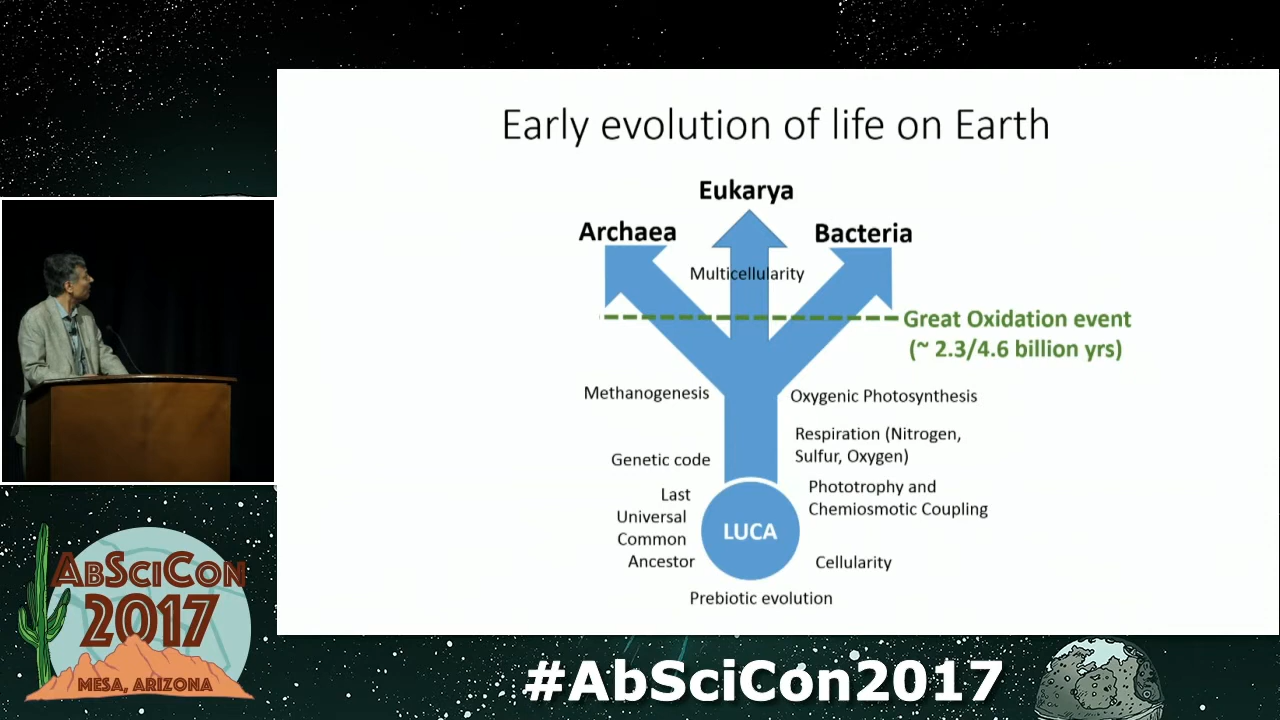 Early evolution of life on Earth
Eukarya
Archaea
Bacteria
Multicellularity
Great Oxidation event
(~ 2.3/4.6 billion yrs)
Methanogenesis
Oxygenic Photosynthesis
Respiration (Nitrogen,
Sulfur, Oxygen)
Genetic code
Phototrophy and
Chemiosmotic Coupling
Last
Universal
Common
Ancestor
LUCA
Cellularity
Prebiotic evolution
ABSCICON
2017
MESA, ARIZONA
#AbSciCon2017